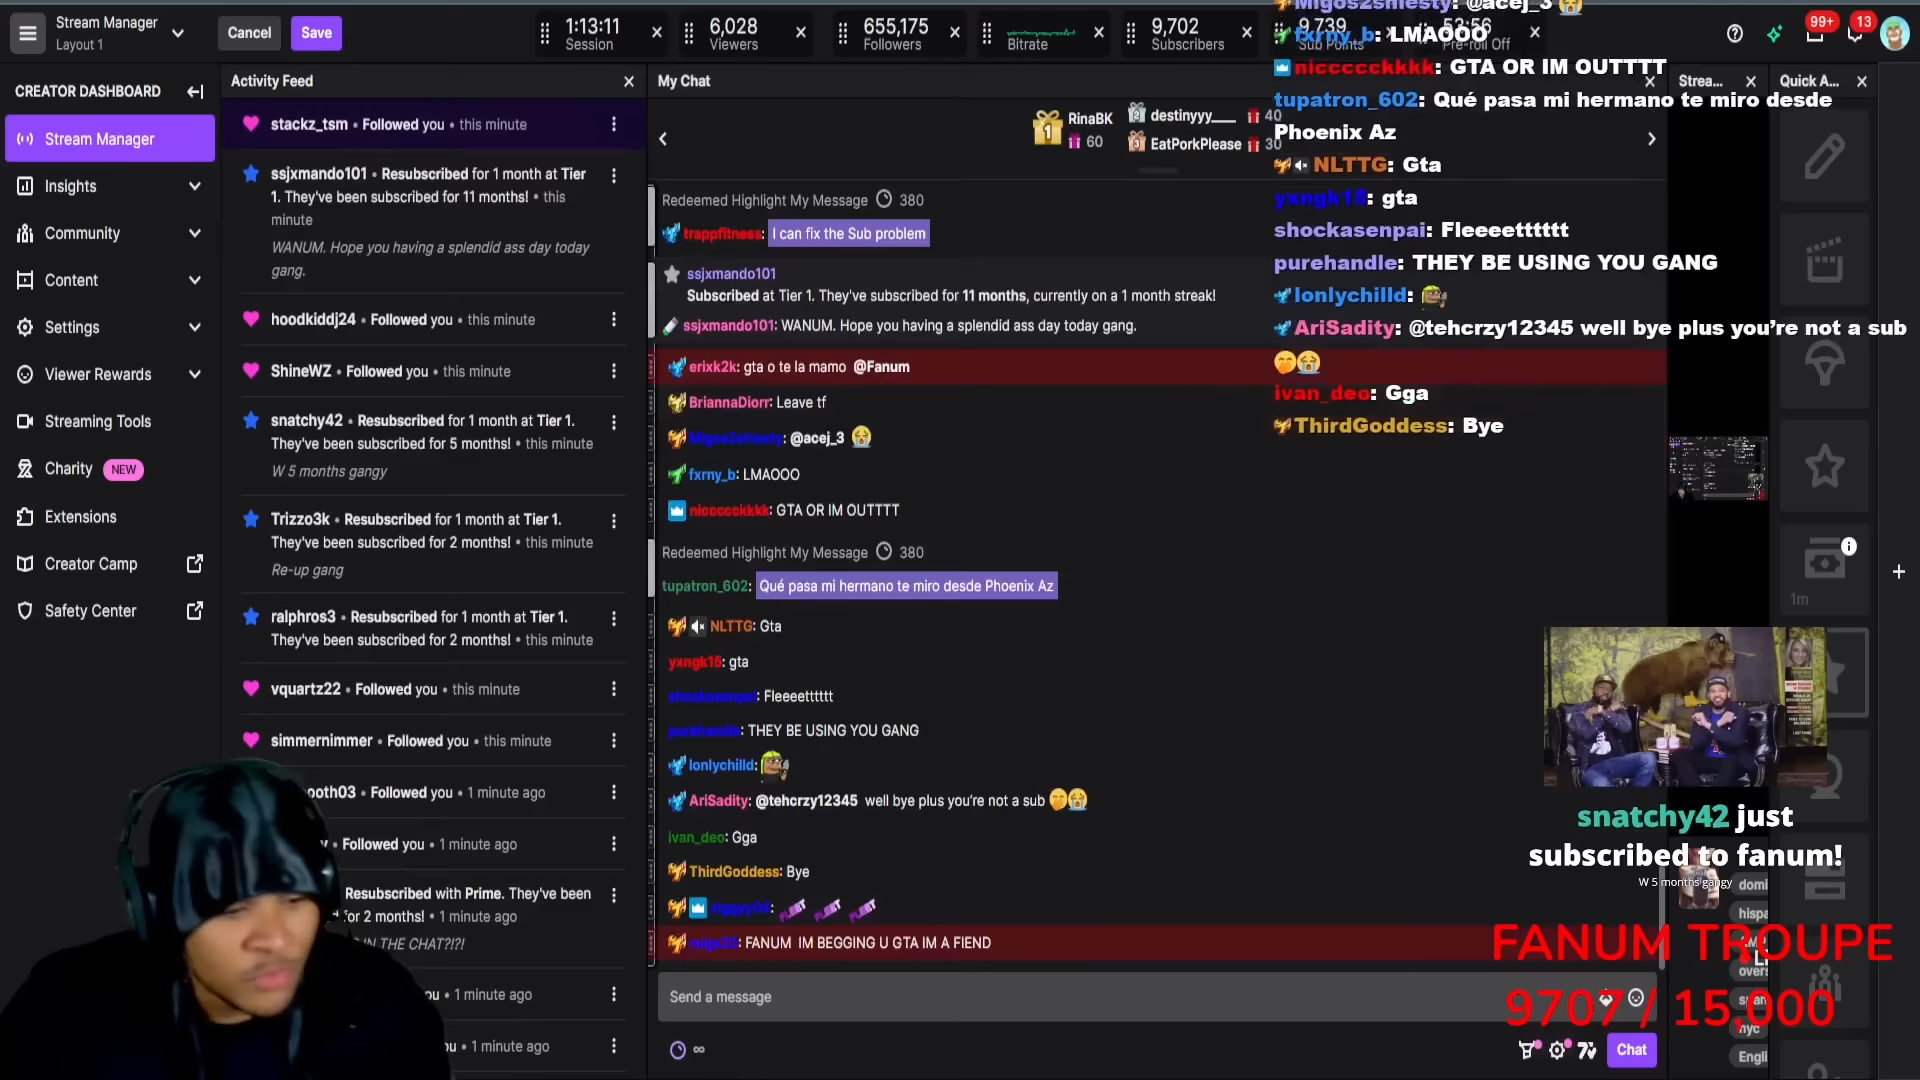 Stream Manager
Layout 1
Cancel
Save
1:13:11
Session
6,028
Viewers
655,175
Followers
Bitrate
9,702
Subscribers
9,739
Sub Points
52:56
Pre-roll Off
99+
13
CREATOR DASHBOARD
Stream Manager
Insights
Community
Content
Settings
Viewer Rewards
Streaming Tools
Charity NEW
Extensions
Creator Camp
Safety Center
Activity Feed
stackz_tsm • Followed you • this minute
ssjxmando101 • Resubscribed for 1 month at Tier
1. They've been subscribed for 11 months! • this
minute
WANUM. Hope you having a splendid ass day today
gang.
hoodkiddj24 • Followed you • this minute
ShineWZ • Followed you • this minute
snatchy42 • Resubscribed for 1 month at Tier 1.
They've been subscribed for 5 months! • this minute
W 5 months gangy
Trizzo3k • Resubscribed for 1 month at Tier 1.
They've been subscribed for 2 months! • this minute
Re-up gang
ralphros3 • Resubscribed for 1 month at Tier 1.
They've been subscribed for 2 months! • this minute
vquartz22 • Followed you • this minute
simmernimmer • Followed you • this minute
ooth03 • Followed you • 1 minute ago
• Followed you • 1 minute ago
Resubscribed with Prime. They've been
for 2 months! • 1 minute ago
IN THE CHAT?!?!
ou • 1 minute ago
ou • 1 minute ago
My Chat
RinaBK
60
destinyyy___ 40
EatPorkPlease 30
Redeemed Highlight My Message 380
trappfitness: I can fix the Sub problem
ssjxmando101
Subscribed at Tier 1. They've subscribed for 11 months, currently on a 1 month streak!
ssjxmando101: WANUM. Hope you having a splendid ass day today gang.
erixk2k: gta o te la mamo @Fanum
BriannaDiorr: Leave tf
Migos2shiesty: @acej_3
fxrny_b: LMAOOO
niccccckkkk: GTA OR IM OUTTTT
Redeemed Highlight My Message 380
tupatron_602: Qué pasa mi hermano te miro desde Phoenix Az
NLTTG: Gta
yxngk15: gta
shockasenpai: Fleeeetttttt
purehandle: THEY BE USING YOU GANG
lonlychilld:
AriSadity: @tehcrzy12345 well bye plus you're not a sub
ivan_deo: Gga
ThirdGoddess: Bye
FANUM IM BEGGING U GTA IM A FIEND
Send a message
Chat
Migos2shiesty: @acej_3
fxrny_b: LMAOOO
niccccckkkk: GTA OR IM OUTTTT
tupatron_602: Qué pasa mi hermano te miro desde
Phoenix Az
NLTTG: Gta
yxngk15: gta
shockasenpai: Fleeeetttttt
purehandle: THEY BE USING YOU GANG
lonlychilld:
AriSadity: @tehcrzy12345 well bye plus you're not a sub
ivan_deo: Gga
ThirdGoddess: Bye
Strea...
Quick A...
1m
snatchy42 just
subscribed to fanum!
W 5 months gangy
domi
hispa
overs
nyc
Engli
FANUM TROUPE
9707 / 15,000